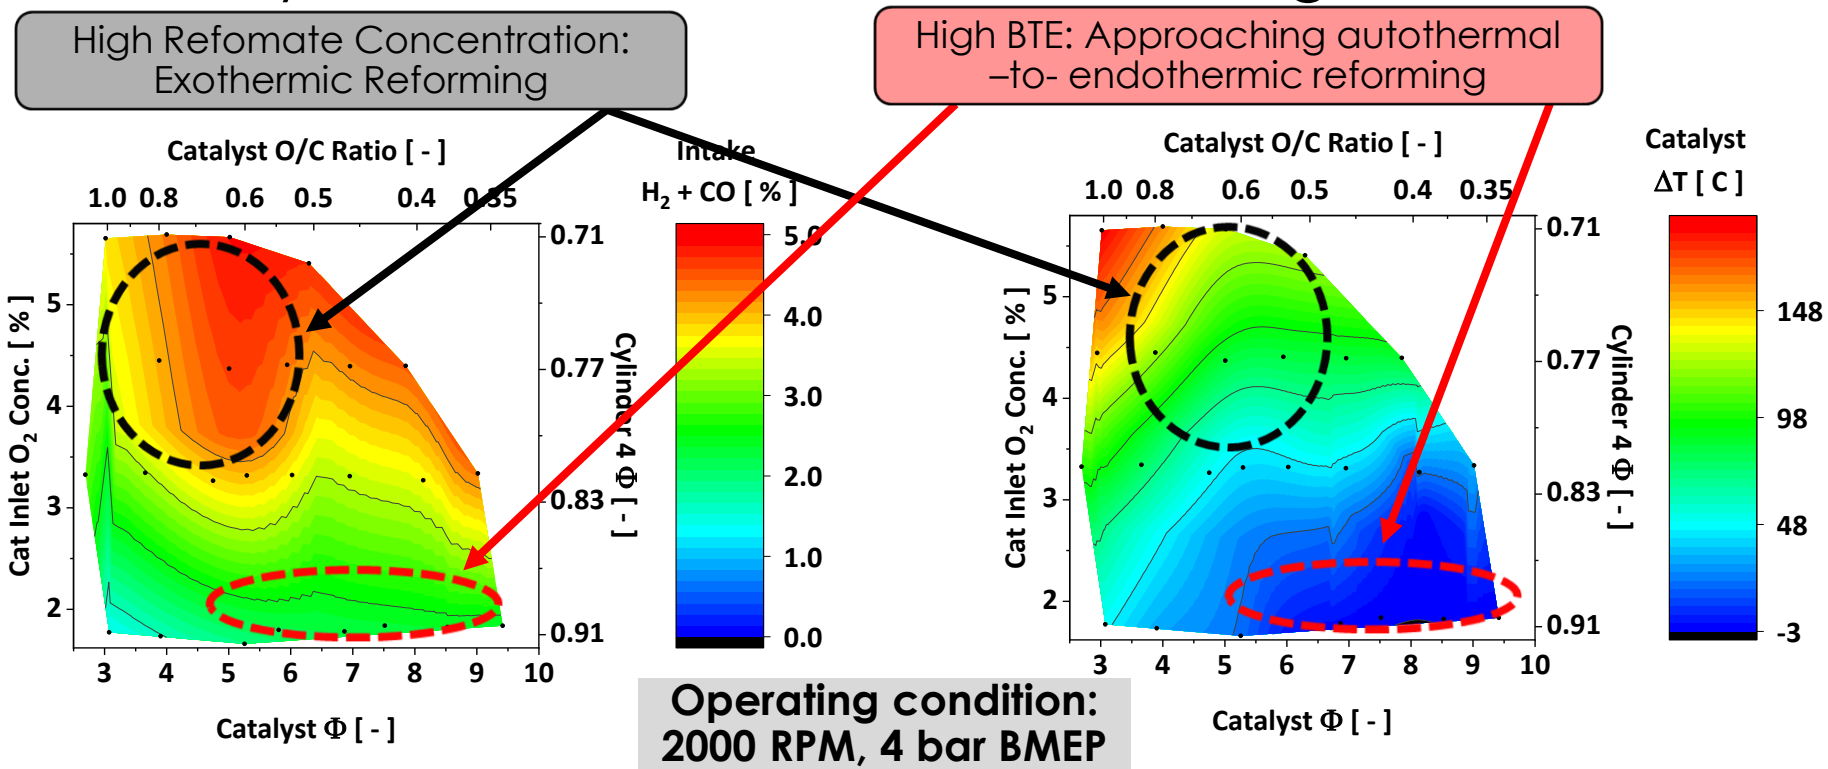 High Refomate Concentration:
Exothermic Reforming
High BTE: Approaching autothermal
–to- endothermic reforming
Catalyst O/C Ratio [ - ]
1.0 0.8 0.6 0.5 0.4 0.35
Intake
H₂ + CO [ % ]
Cat Inlet O₂ Conc. [ % ]
5
4
3
2
3 4 5 6 7 8 9 10
Catalyst Φ [ - ]
0.71
0.77
0.83
0.91
Cylinder 4 Φ [ - ]
5.0
4.0
3.0
2.0
1.0
0.0
Catalyst O/C Ratio [ - ]
1.0 0.8 0.6 0.5 0.4 0.35
Catalyst
ΔT [ C ]
Cat Inlet O₂ Conc. [ % ]
5
4
3
2
3 4 5 6 7 8 9 10
Catalyst Φ [ - ]
0.71
0.77
0.83
0.91
Cylinder 4 Φ [ - ]
148
98
48
-3
Operating condition:
2000 RPM, 4 bar BMEP